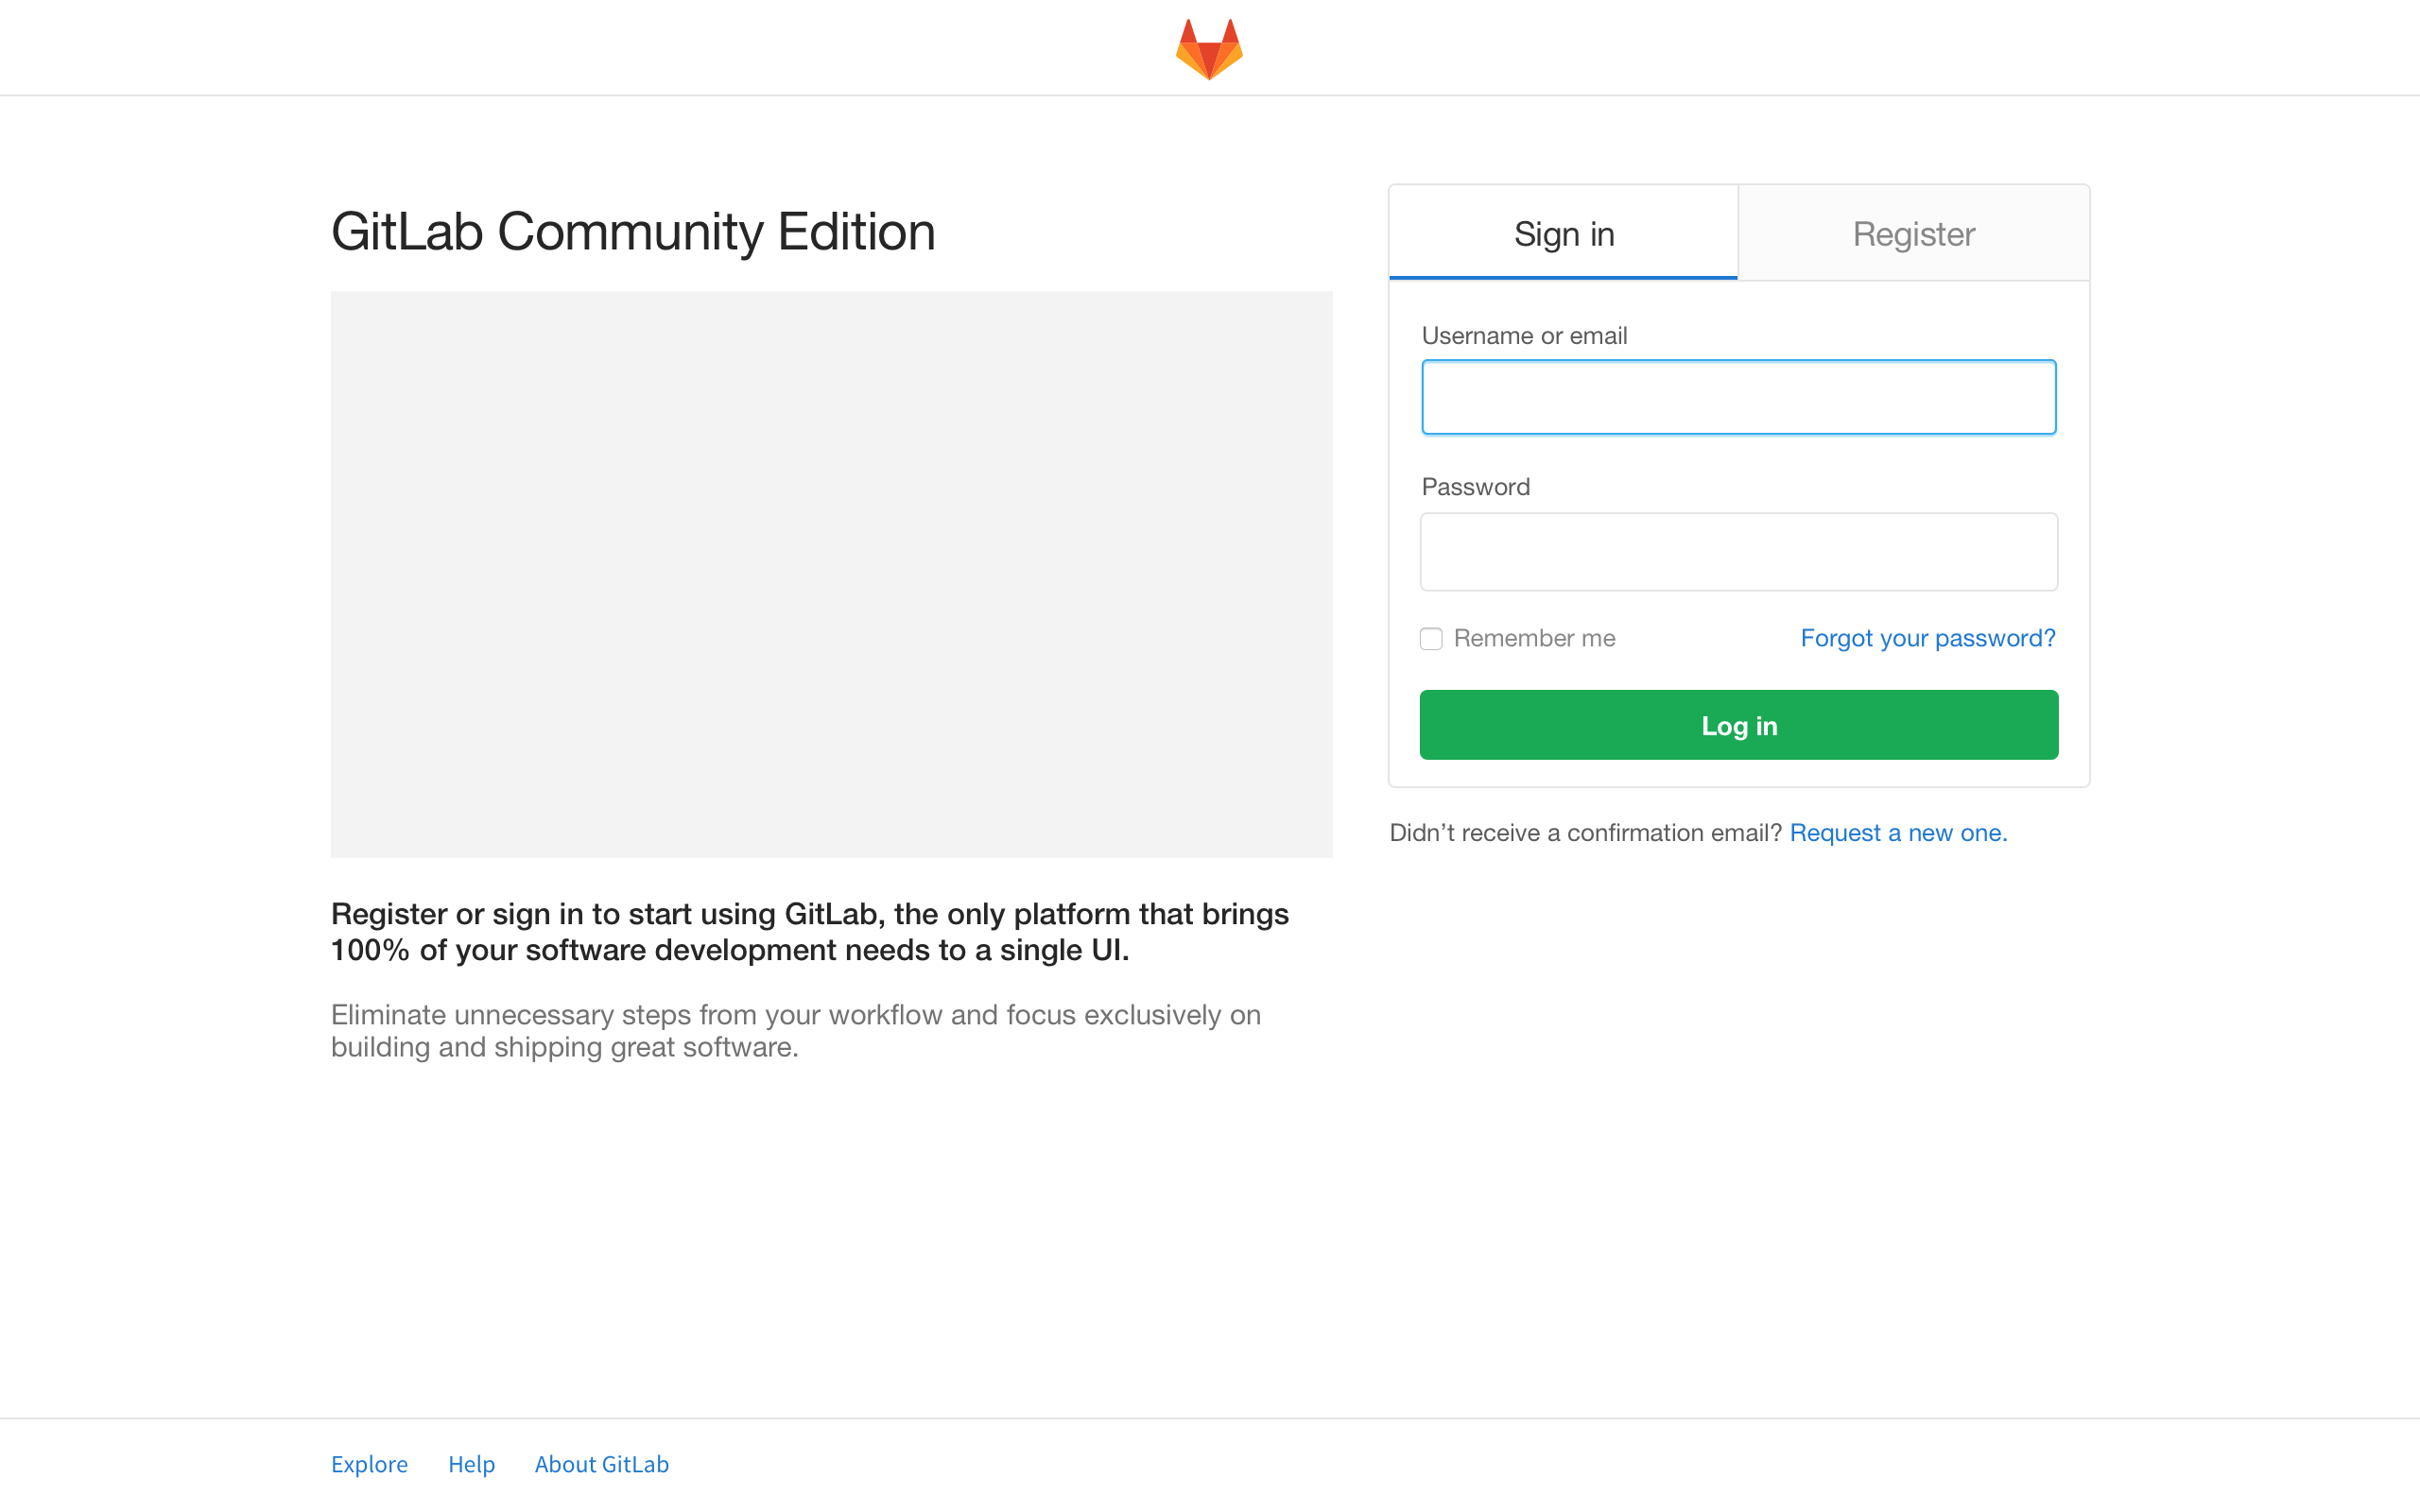 GitLab Community Edition
Sign in
Register
Username or email
Password
Remember me
Forgot your password?
Log in
Didn’t receive a confirmation email? Request a new one.
Register or sign in to start using GitLab, the only platform that brings
100% of your software development needs to a single UI.
Eliminate unnecessary steps from your workflow and focus exclusively on
building and shipping great software.
Explore
Help
About GitLab